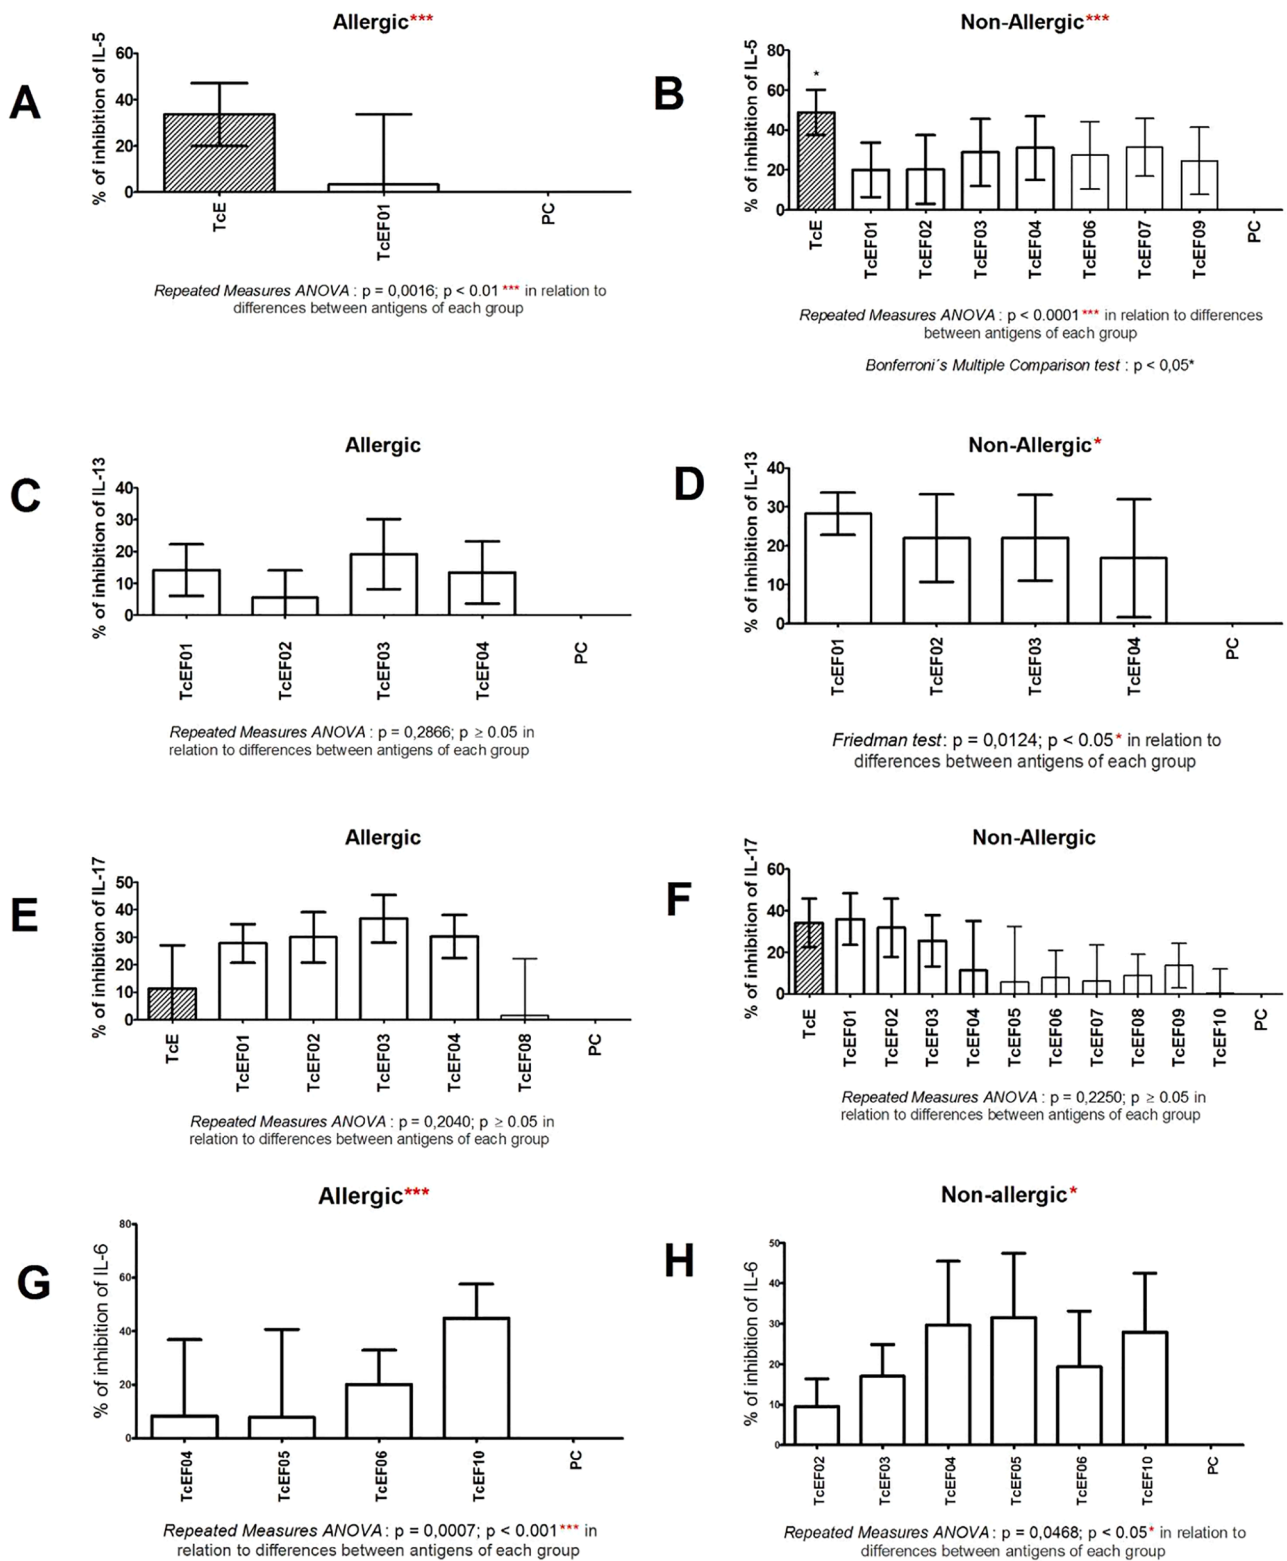 A
Allergic***
% of inhibition of IL-5
60
40
20
0
TcE
TcEF01
PC
Repeated Measures ANOVA : p = 0,0016; p < 0.01 *** in relation to
differences between antigens of each group
B
Non-Allergic***
% of inhibition of IL-5
80
60
40
20
0
*
TcE
TcEF01
TcEF02
TcEF03
TcEF04
TcEF06
TcEF07
TcEF09
PC
Repeated Measures ANOVA : p < 0.0001 *** in relation to differences
between antigens of each group
Bonferroni´s Multiple Comparison test : p < 0,05*
C
Allergic
% of inhibition of IL-13
40
30
20
10
0
TcEF01
TcEF02
TcEF03
TcEF04
PC
Repeated Measures ANOVA : p = 0,2866; p ≥ 0.05 in
relation to differences between antigens of each group
D
Non-Allergic*
% of inhibition of IL-13
40
30
20
10
0
TcEF01
TcEF02
TcEF03
TcEF04
PC
Friedman test: p = 0,0124; p < 0.05 * in relation to
differences between antigens of each group
E
Allergic
% of inhibition of IL-17
50
40
30
20
10
0
TcE
TcEF01
TcEF02
TcEF03
TcEF04
TcEF08
PC
Repeated Measures ANOVA : p = 0,2040; p ≥ 0.05 in
relation to differences between antigens of each group
F
Non-Allergic
% of inhibition of IL-17
60
40
20
0
TcE
TcEF01
TcEF02
TcEF03
TcEF04
TcEF05
TcEF06
TcEF07
TcEF08
TcEF09
TcEF10
PC
Repeated Measures ANOVA : p = 0,2250; p ≥ 0.05 in
relation to differences between antigens of each group
G
Allergic***
% of inhibition of IL-6
80
60
40
20
0
TcEF04
TcEF05
TcEF06
TcEF10
PC
Repeated Measures ANOVA : p = 0,0007; p < 0.001 *** in
relation to differences between antigens of each group
H
Non-allergic*
% of inhibition of IL-6
50
40
30
20
10
0
TcEF02
TcEF03
TcEF04
TcEF05
TcEF06
TcEF10
PC
Repeated Measures ANOVA : p = 0,0468; p < 0.05 * in relation to
differences between antigens of each group